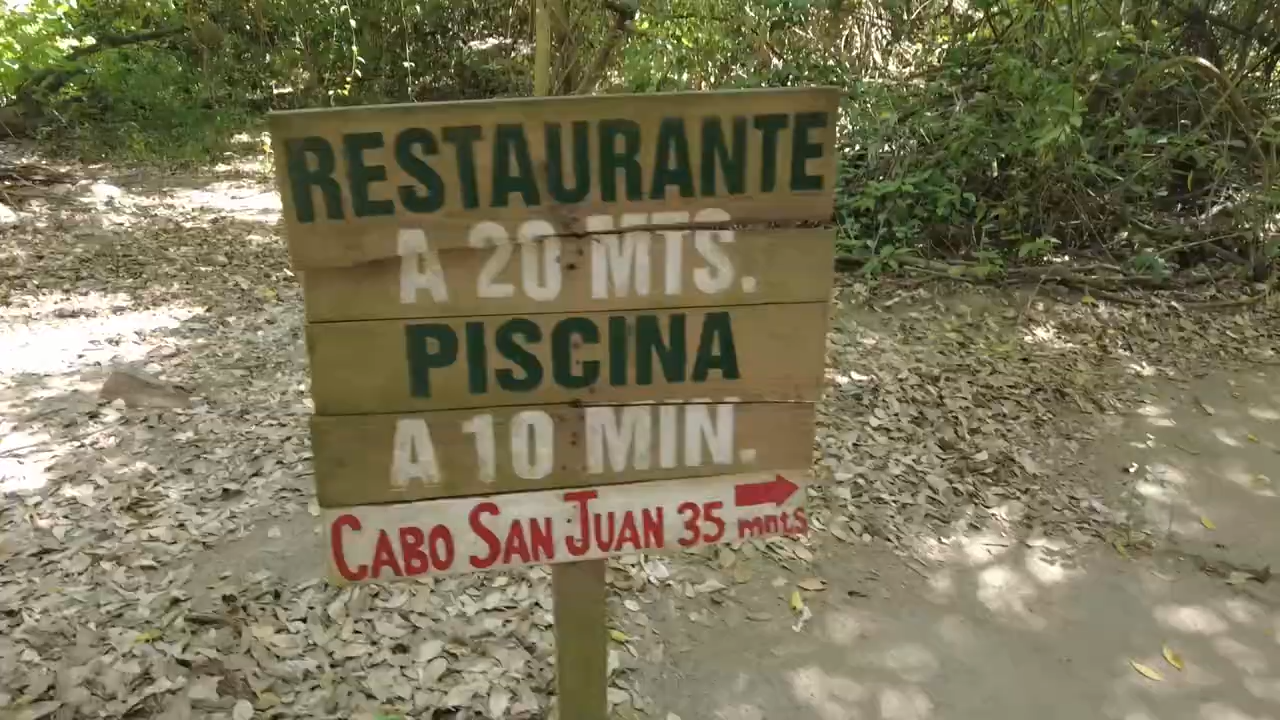 RESTAURANTE
A 20 MTS.
PISCINA
A 10 MIN.
CABO SAN JUAN 35 mnts